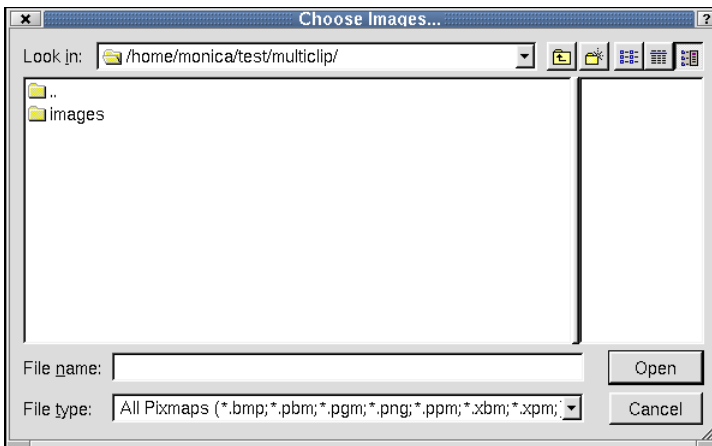 Choose Images...
?
Look in: /home/monica/test/multiclip/
..
images
File name:
Open
File type: All Pixmaps (*.bmp;*.pbm;*.pgm;*.png;*.ppm;*.xbm;*.xpm;
Cancel